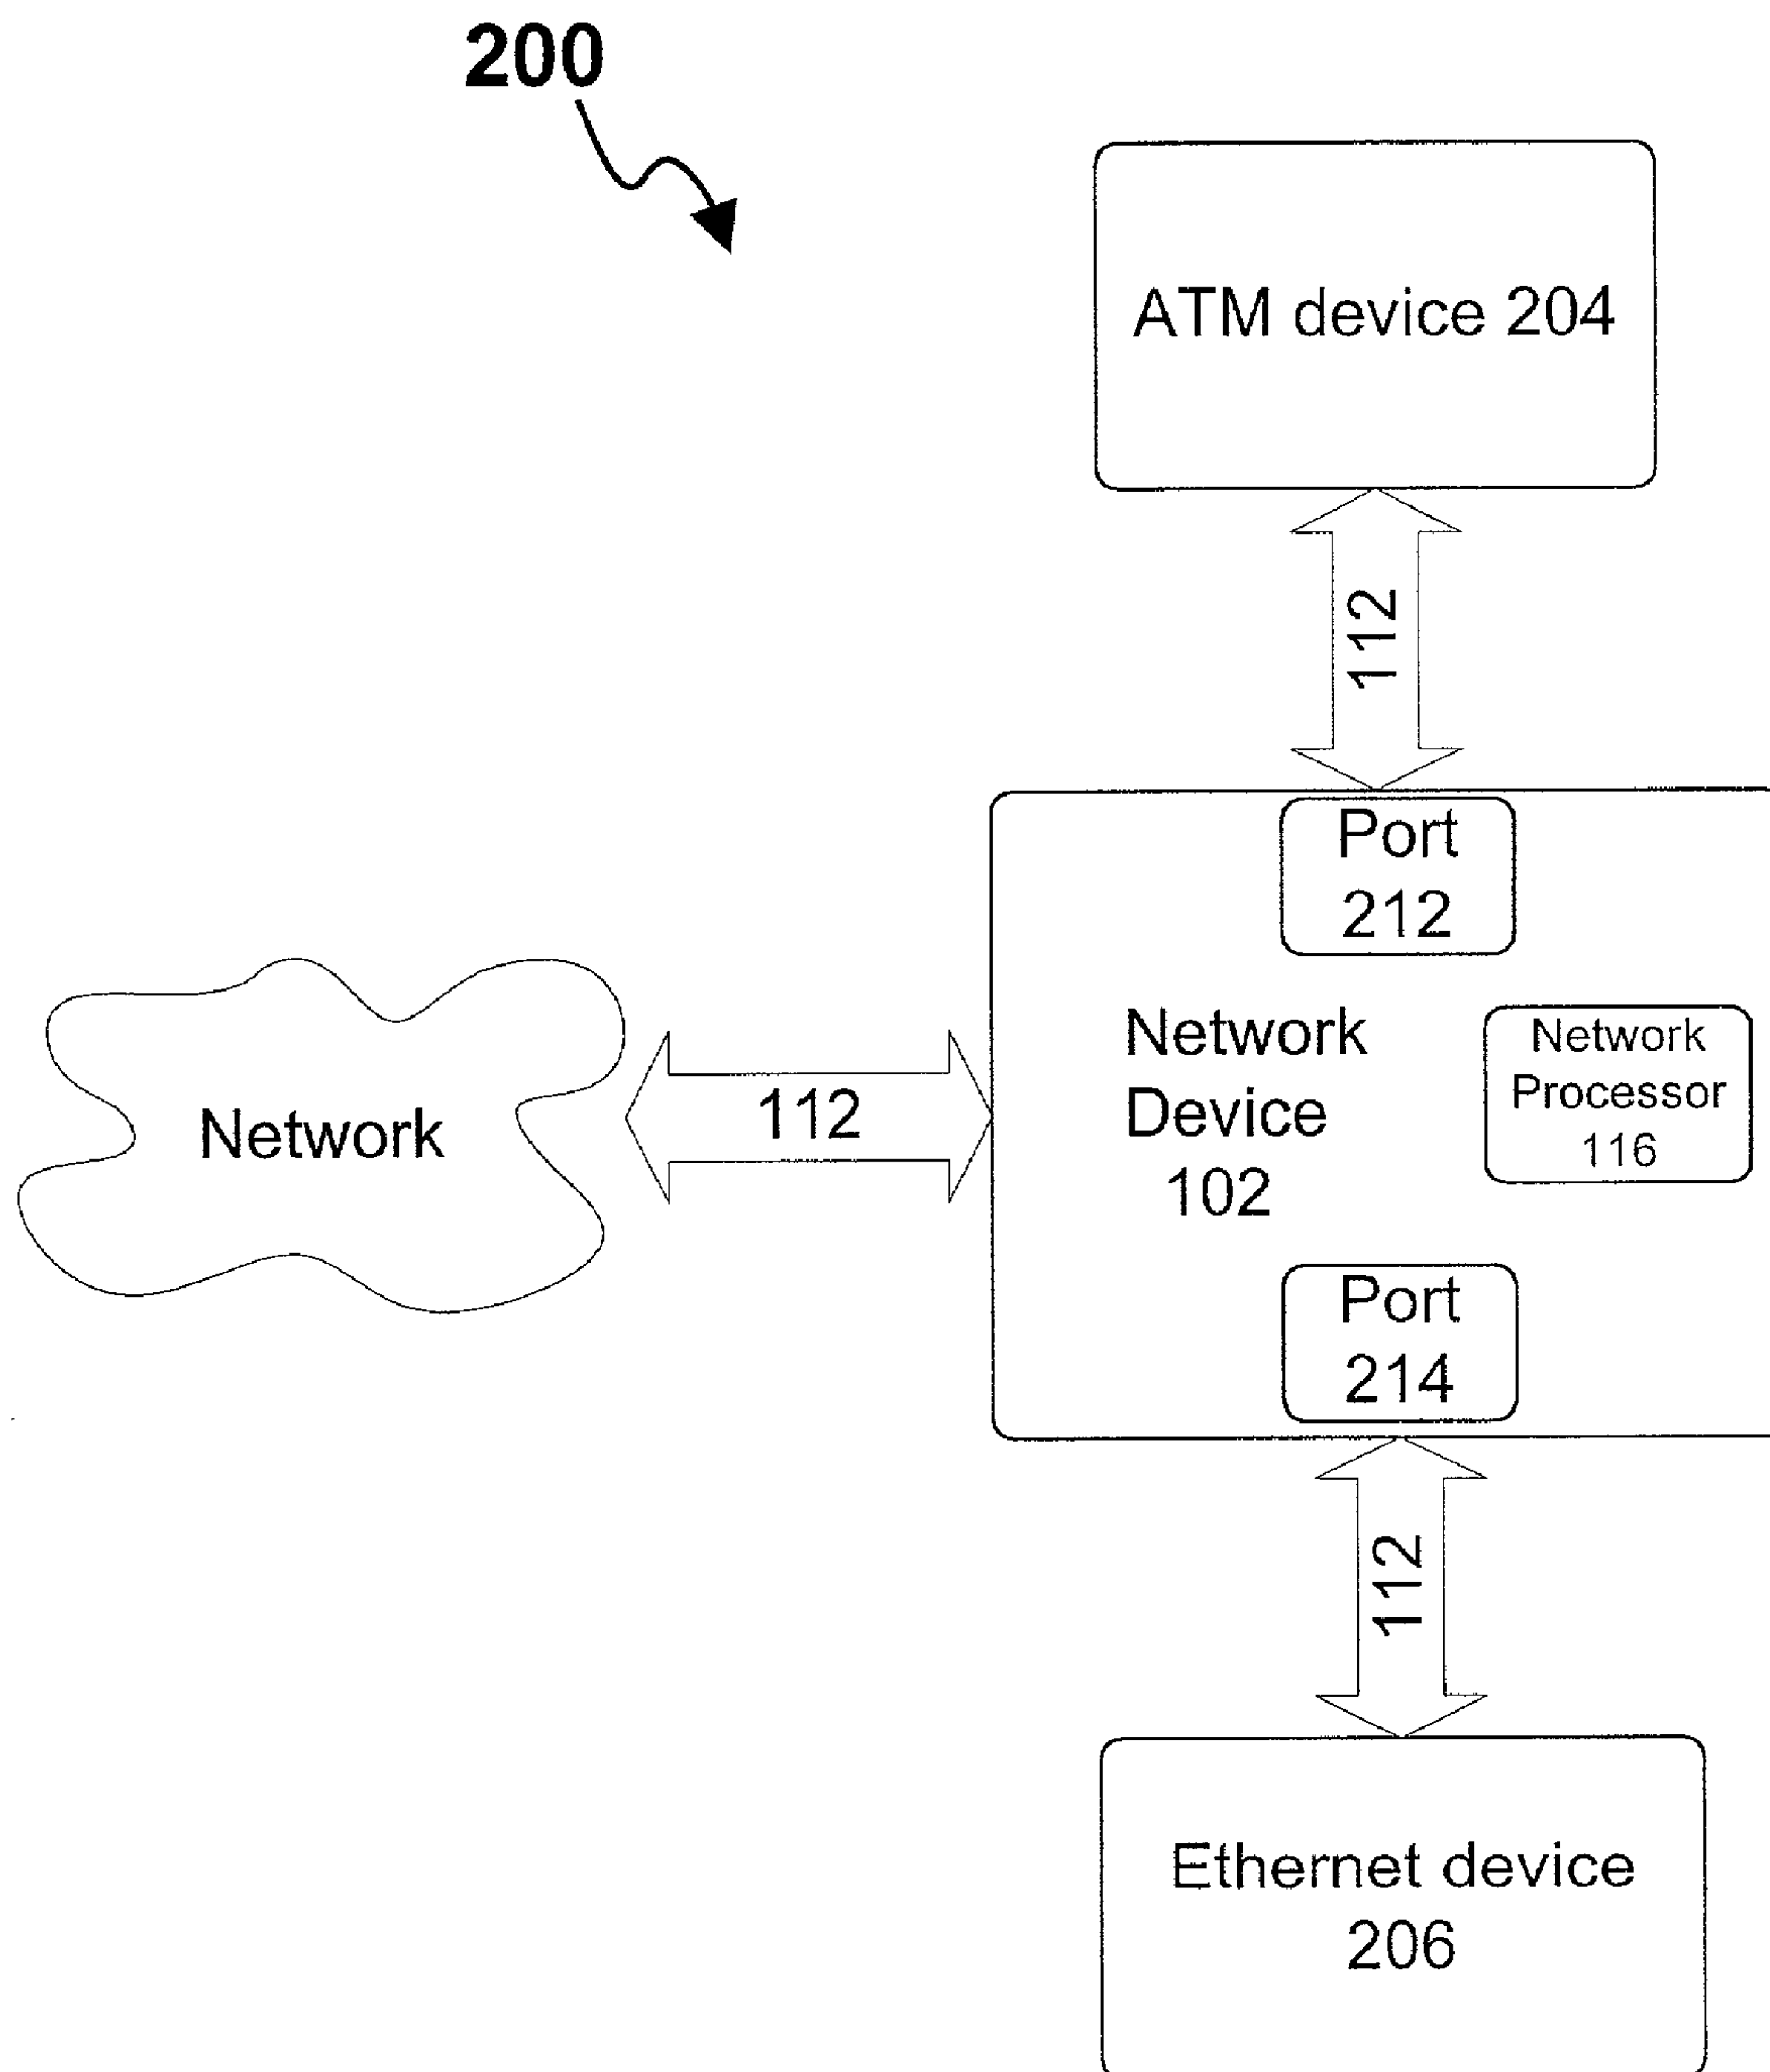 200
ATM device 204
112
Port
212
Network
Device
102
Network
Processor
116
Network
112
Port
214
112
Ethernet device
206